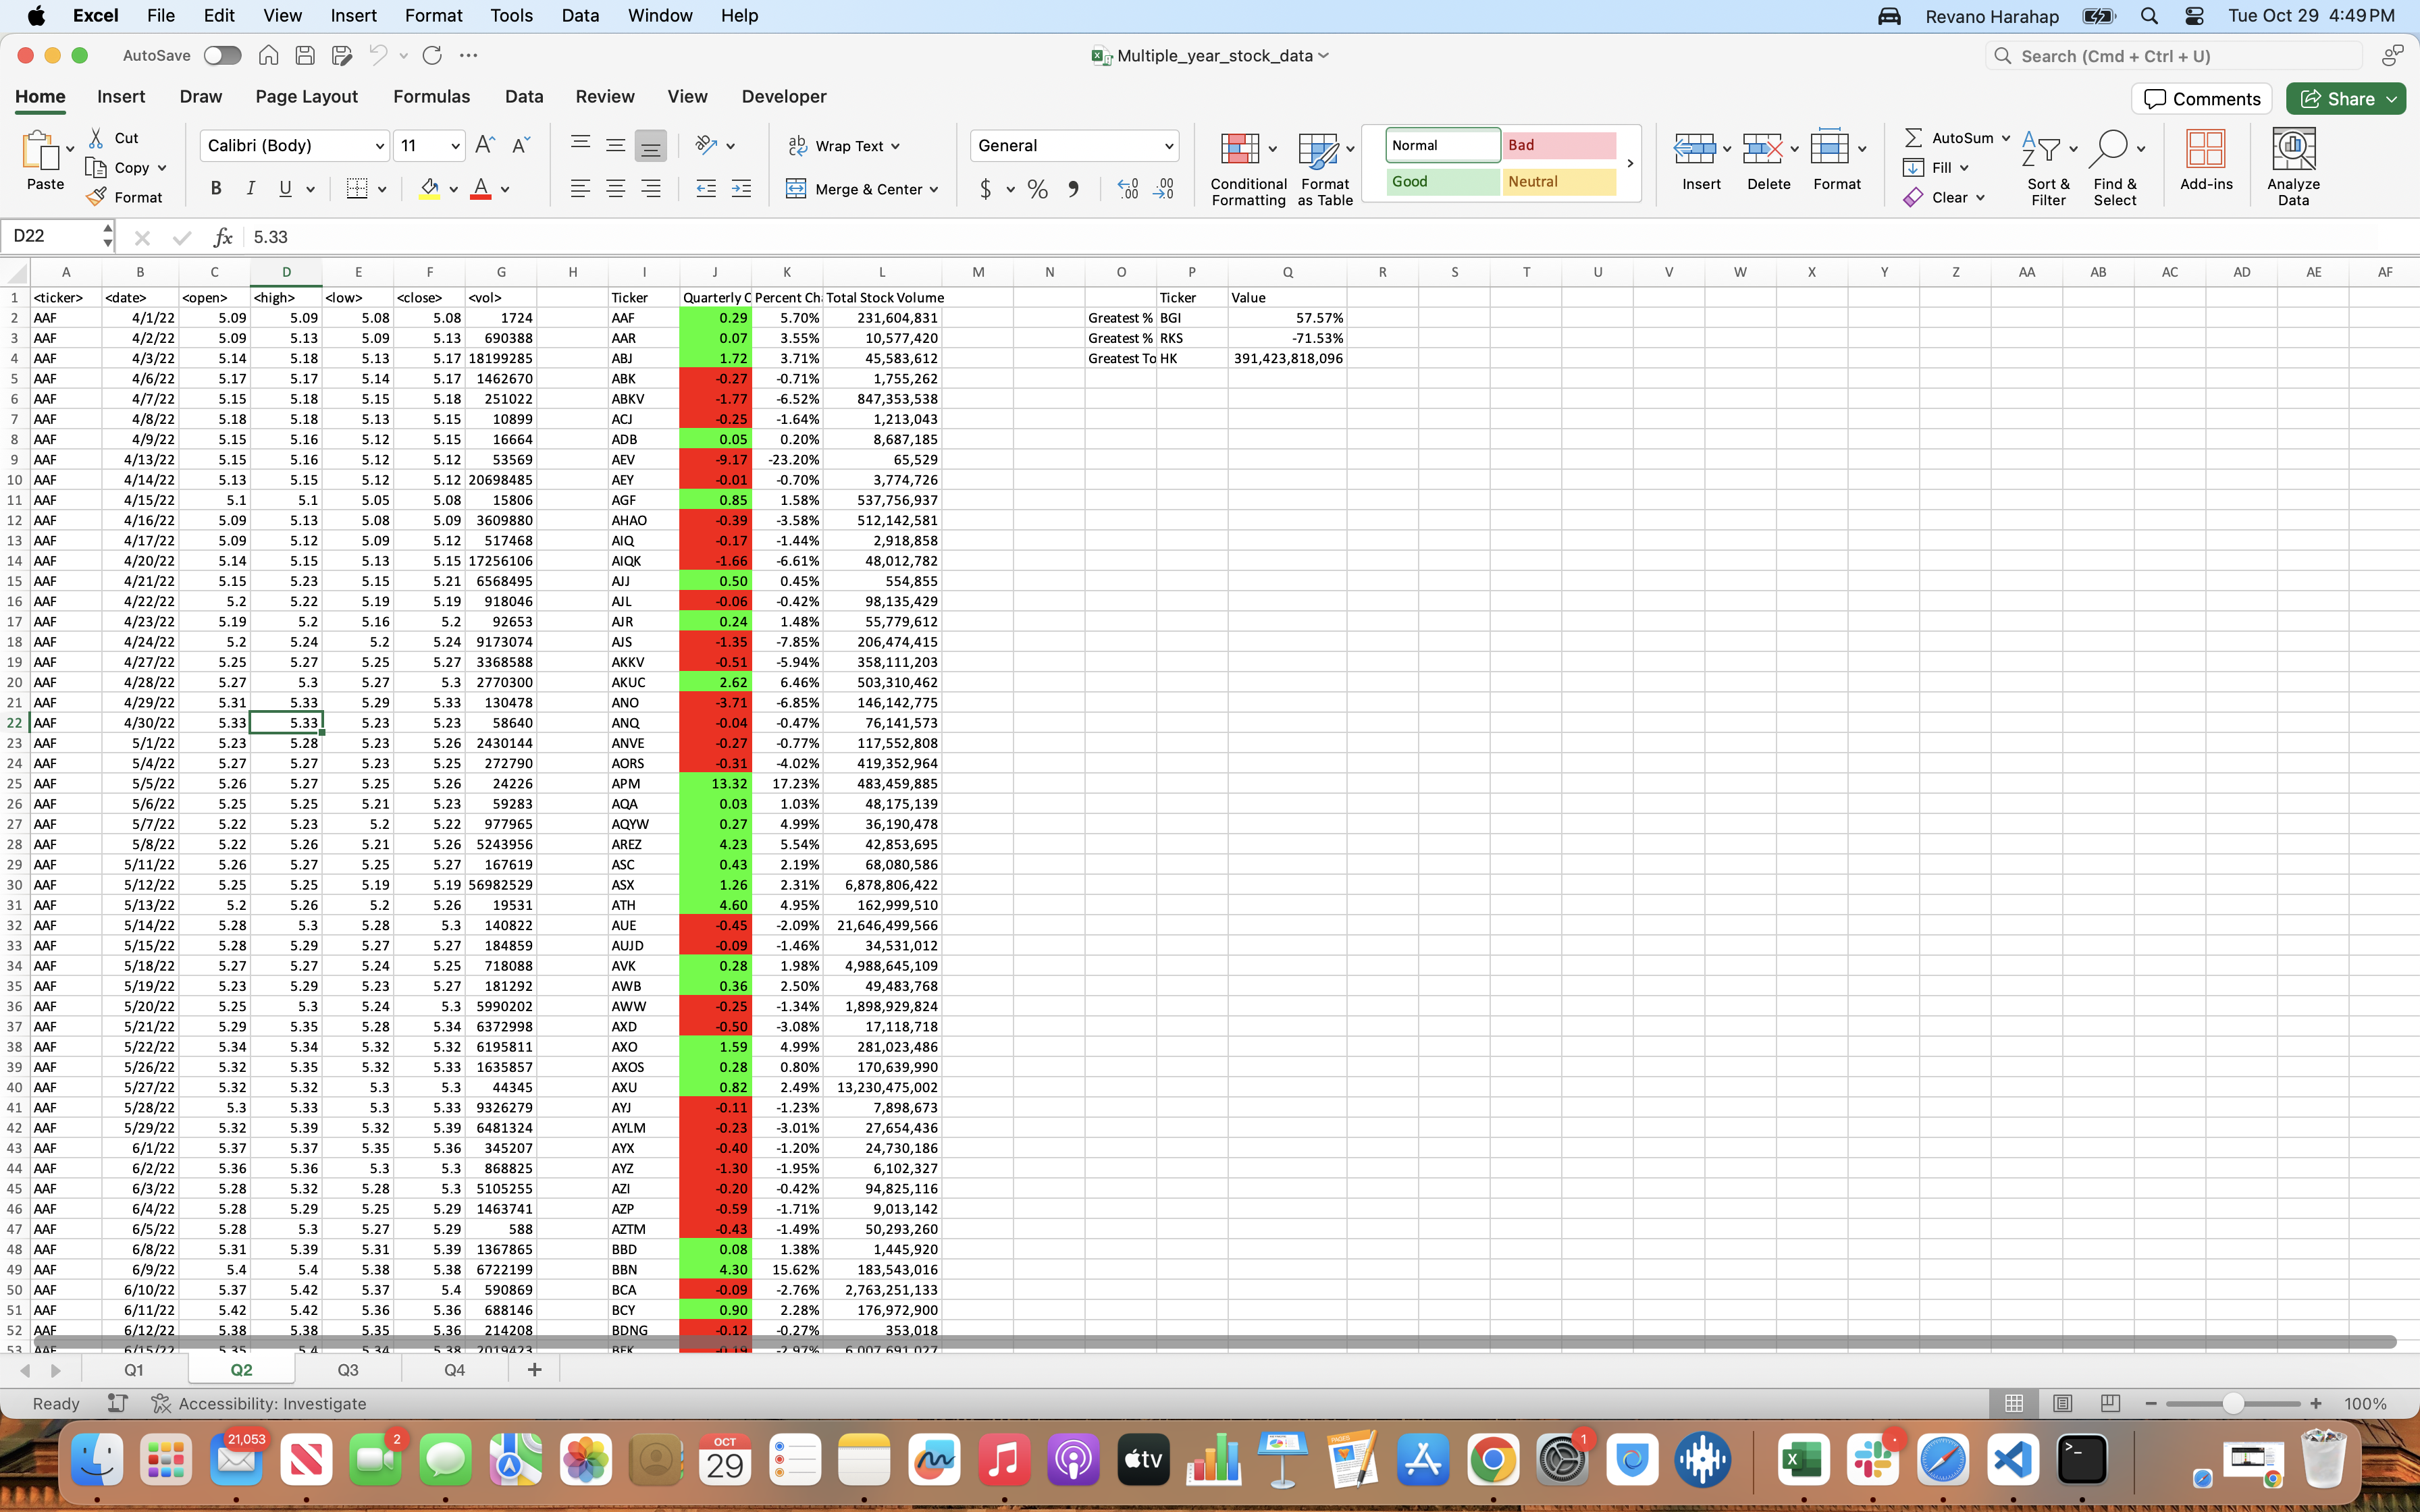 Excel File Edit View Insert Format Tools Data Window Help Revano Harahap Tue Oct 29 4:49 PM
AutoSave Multiple_year_stock_data Search (Cmd + Ctrl + U)
Home Insert Draw Page Layout Formulas Data Review View Developer Comments Share
Paste Cut Copy Format Calibri (Body) 11 Wrap Text Merge & Center General Conditional Formatting Format as Table Normal Bad Good Neutral Insert Delete Format AutoSum Fill Clear Sort & Filter Find & Select Add-ins Analyze Data
D22 fx 5.33
A B C D E F G H I J K L M N O P Q R S T U V W X Y Z AA AB AC AD AE AF
1 <ticker> <date> <open> <high> <low> <close> <vol> Ticker Quarterly C Percent Ch Total Stock Volume Ticker Value
2 AAF 4/1/22 5.09 5.09 5.08 5.08 1724 AAF 0.29 5.70% 231,604,831 Greatest % BGI 57.57%
3 AAF 4/2/22 5.09 5.13 5.09 5.13 690388 AAR 0.07 3.55% 10,577,420 Greatest % RKS -71.53%
4 AAF 4/3/22 5.14 5.18 5.13 5.17 18199285 ABJ 1.72 3.71% 45,583,612 Greatest To HK 391,423,818,096
5 AAF 4/6/22 5.17 5.17 5.14 5.17 1462670 ABK -0.27 -0.71% 1,755,262
6 AAF 4/7/22 5.15 5.18 5.15 5.18 251022 ABKV -1.77 -6.52% 847,353,538
7 AAF 4/8/22 5.18 5.18 5.13 5.15 10899 ACJ -0.25 -1.64% 1,213,043
8 AAF 4/9/22 5.15 5.16 5.12 5.15 16664 ADB 0.05 0.20% 8,687,185
9 AAF 4/13/22 5.15 5.16 5.12 5.12 53569 AEV -9.17 -23.20% 65,529
10 AAF 4/14/22 5.13 5.15 5.12 5.12 20698485 AEY -0.01 -0.70% 3,774,726
11 AAF 4/15/22 5.1 5.1 5.05 5.08 15806 AGF 0.85 1.58% 537,756,937
12 AAF 4/16/22 5.09 5.13 5.08 5.09 3609880 AHAO -0.39 -3.58% 512,142,581
13 AAF 4/17/22 5.09 5.12 5.09 5.12 517468 AIQ -0.17 -1.44% 2,918,858
14 AAF 4/20/22 5.14 5.15 5.13 5.15 17256106 AIQK -1.66 -6.61% 48,012,782
15 AAF 4/21/22 5.15 5.23 5.15 5.21 6568495 AJJ 0.50 0.45% 554,855
16 AAF 4/22/22 5.2 5.22 5.19 5.19 918046 AJL -0.06 -0.42% 98,135,429
17 AAF 4/23/22 5.19 5.2 5.16 5.2 92653 AJR 0.24 1.48% 55,779,612
18 AAF 4/24/22 5.2 5.24 5.2 5.24 9173074 AJS -1.35 -7.85% 206,474,415
19 AAF 4/27/22 5.25 5.27 5.25 5.27 3368588 AKKV -0.51 -5.94% 358,111,203
20 AAF 4/28/22 5.27 5.3 5.27 5.3 2770300 AKUC 2.62 6.46% 503,310,462
21 AAF 4/29/22 5.31 5.33 5.29 5.33 130478 ANO -3.71 -6.85% 146,142,775
22 AAF 4/30/22 5.33 5.33 5.23 5.23 58640 ANQ -0.04 -0.47% 76,141,573
23 AAF 5/1/22 5.23 5.28 5.23 5.26 2430144 ANVE -0.27 -0.77% 117,552,808
24 AAF 5/4/22 5.27 5.27 5.23 5.25 272790 AORS -0.31 -4.02% 419,352,964
25 AAF 5/5/22 5.26 5.27 5.25 5.26 24226 APM 13.32 17.23% 483,459,885
26 AAF 5/6/22 5.25 5.25 5.21 5.23 59283 AQA 0.03 1.03% 48,175,139
27 AAF 5/7/22 5.22 5.23 5.2 5.22 977965 AQYW 0.27 4.99% 36,190,478
28 AAF 5/8/22 5.22 5.26 5.21 5.26 5243956 AREZ 4.23 5.54% 42,853,695
29 AAF 5/11/22 5.26 5.27 5.25 5.27 167619 ASC 0.43 2.19% 68,080,586
30 AAF 5/12/22 5.25 5.25 5.19 5.19 56982529 ASX 1.26 2.31% 6,878,806,422
31 AAF 5/13/22 5.2 5.26 5.2 5.26 19531 ATH 4.60 4.95% 162,999,510
32 AAF 5/14/22 5.28 5.3 5.28 5.3 140822 AUE -0.45 -2.09% 21,646,499,566
33 AAF 5/15/22 5.28 5.29 5.27 5.27 184859 AUJD -0.09 -1.46% 34,531,012
34 AAF 5/18/22 5.27 5.27 5.24 5.25 718088 AVK 0.28 1.98% 4,988,645,109
35 AAF 5/19/22 5.23 5.29 5.23 5.27 181292 AWB 0.36 2.50% 49,483,768
36 AAF 5/20/22 5.25 5.3 5.24 5.3 5990202 AWW -0.25 -1.34% 1,898,929,824
37 AAF 5/21/22 5.29 5.35 5.28 5.34 6372998 AXD -0.50 -3.08% 17,118,718
38 AAF 5/22/22 5.34 5.34 5.32 5.32 6195811 AXO 1.59 4.99% 281,023,486
39 AAF 5/26/22 5.32 5.35 5.32 5.33 1635857 AXOS 0.28 0.80% 170,639,990
40 AAF 5/27/22 5.32 5.32 5.3 5.3 44345 AXU 0.82 2.49% 13,230,475,002
41 AAF 5/28/22 5.3 5.33 5.3 5.33 9326279 AYJ -0.11 -1.23% 7,898,673
42 AAF 5/29/22 5.32 5.39 5.32 5.39 6481324 AYLM -0.23 -3.01% 27,654,436
43 AAF 6/1/22 5.37 5.37 5.35 5.36 345207 AYX -0.40 -1.20% 24,730,186
44 AAF 6/2/22 5.36 5.36 5.3 5.3 868825 AYZ -1.30 -1.95% 6,102,327
45 AAF 6/3/22 5.28 5.32 5.28 5.3 5105255 AZI -0.20 -0.42% 94,825,116
46 AAF 6/4/22 5.28 5.29 5.25 5.29 1463741 AZP -0.59 -1.71% 9,013,142
47 AAF 6/5/22 5.28 5.3 5.27 5.29 588 AZTM -0.43 -1.49% 50,293,260
48 AAF 6/8/22 5.31 5.39 5.31 5.39 1367865 BBD 0.08 1.38% 1,445,920
49 AAF 6/9/22 5.4 5.4 5.38 5.38 6722199 BBN 4.30 15.62% 183,543,016
50 AAF 6/10/22 5.37 5.42 5.37 5.4 590869 BCA -0.09 -2.76% 2,763,251,133
51 AAF 6/11/22 5.42 5.42 5.36 5.36 688146 BCY 0.90 2.28% 176,972,900
52 AAF 6/12/22 5.38 5.38 5.35 5.36 214208 BDNG -0.12 -0.27% 353,018
53 AAF 6/15/22 5.35 5.4 5.34 5.38 2019423 -0.19 -2.97% 6,007,691,027
Q1 Q2 Q3 Q4 +
Ready Accessibility: Investigate 100%
21,053 2 OCT 29 tv PAGES 1